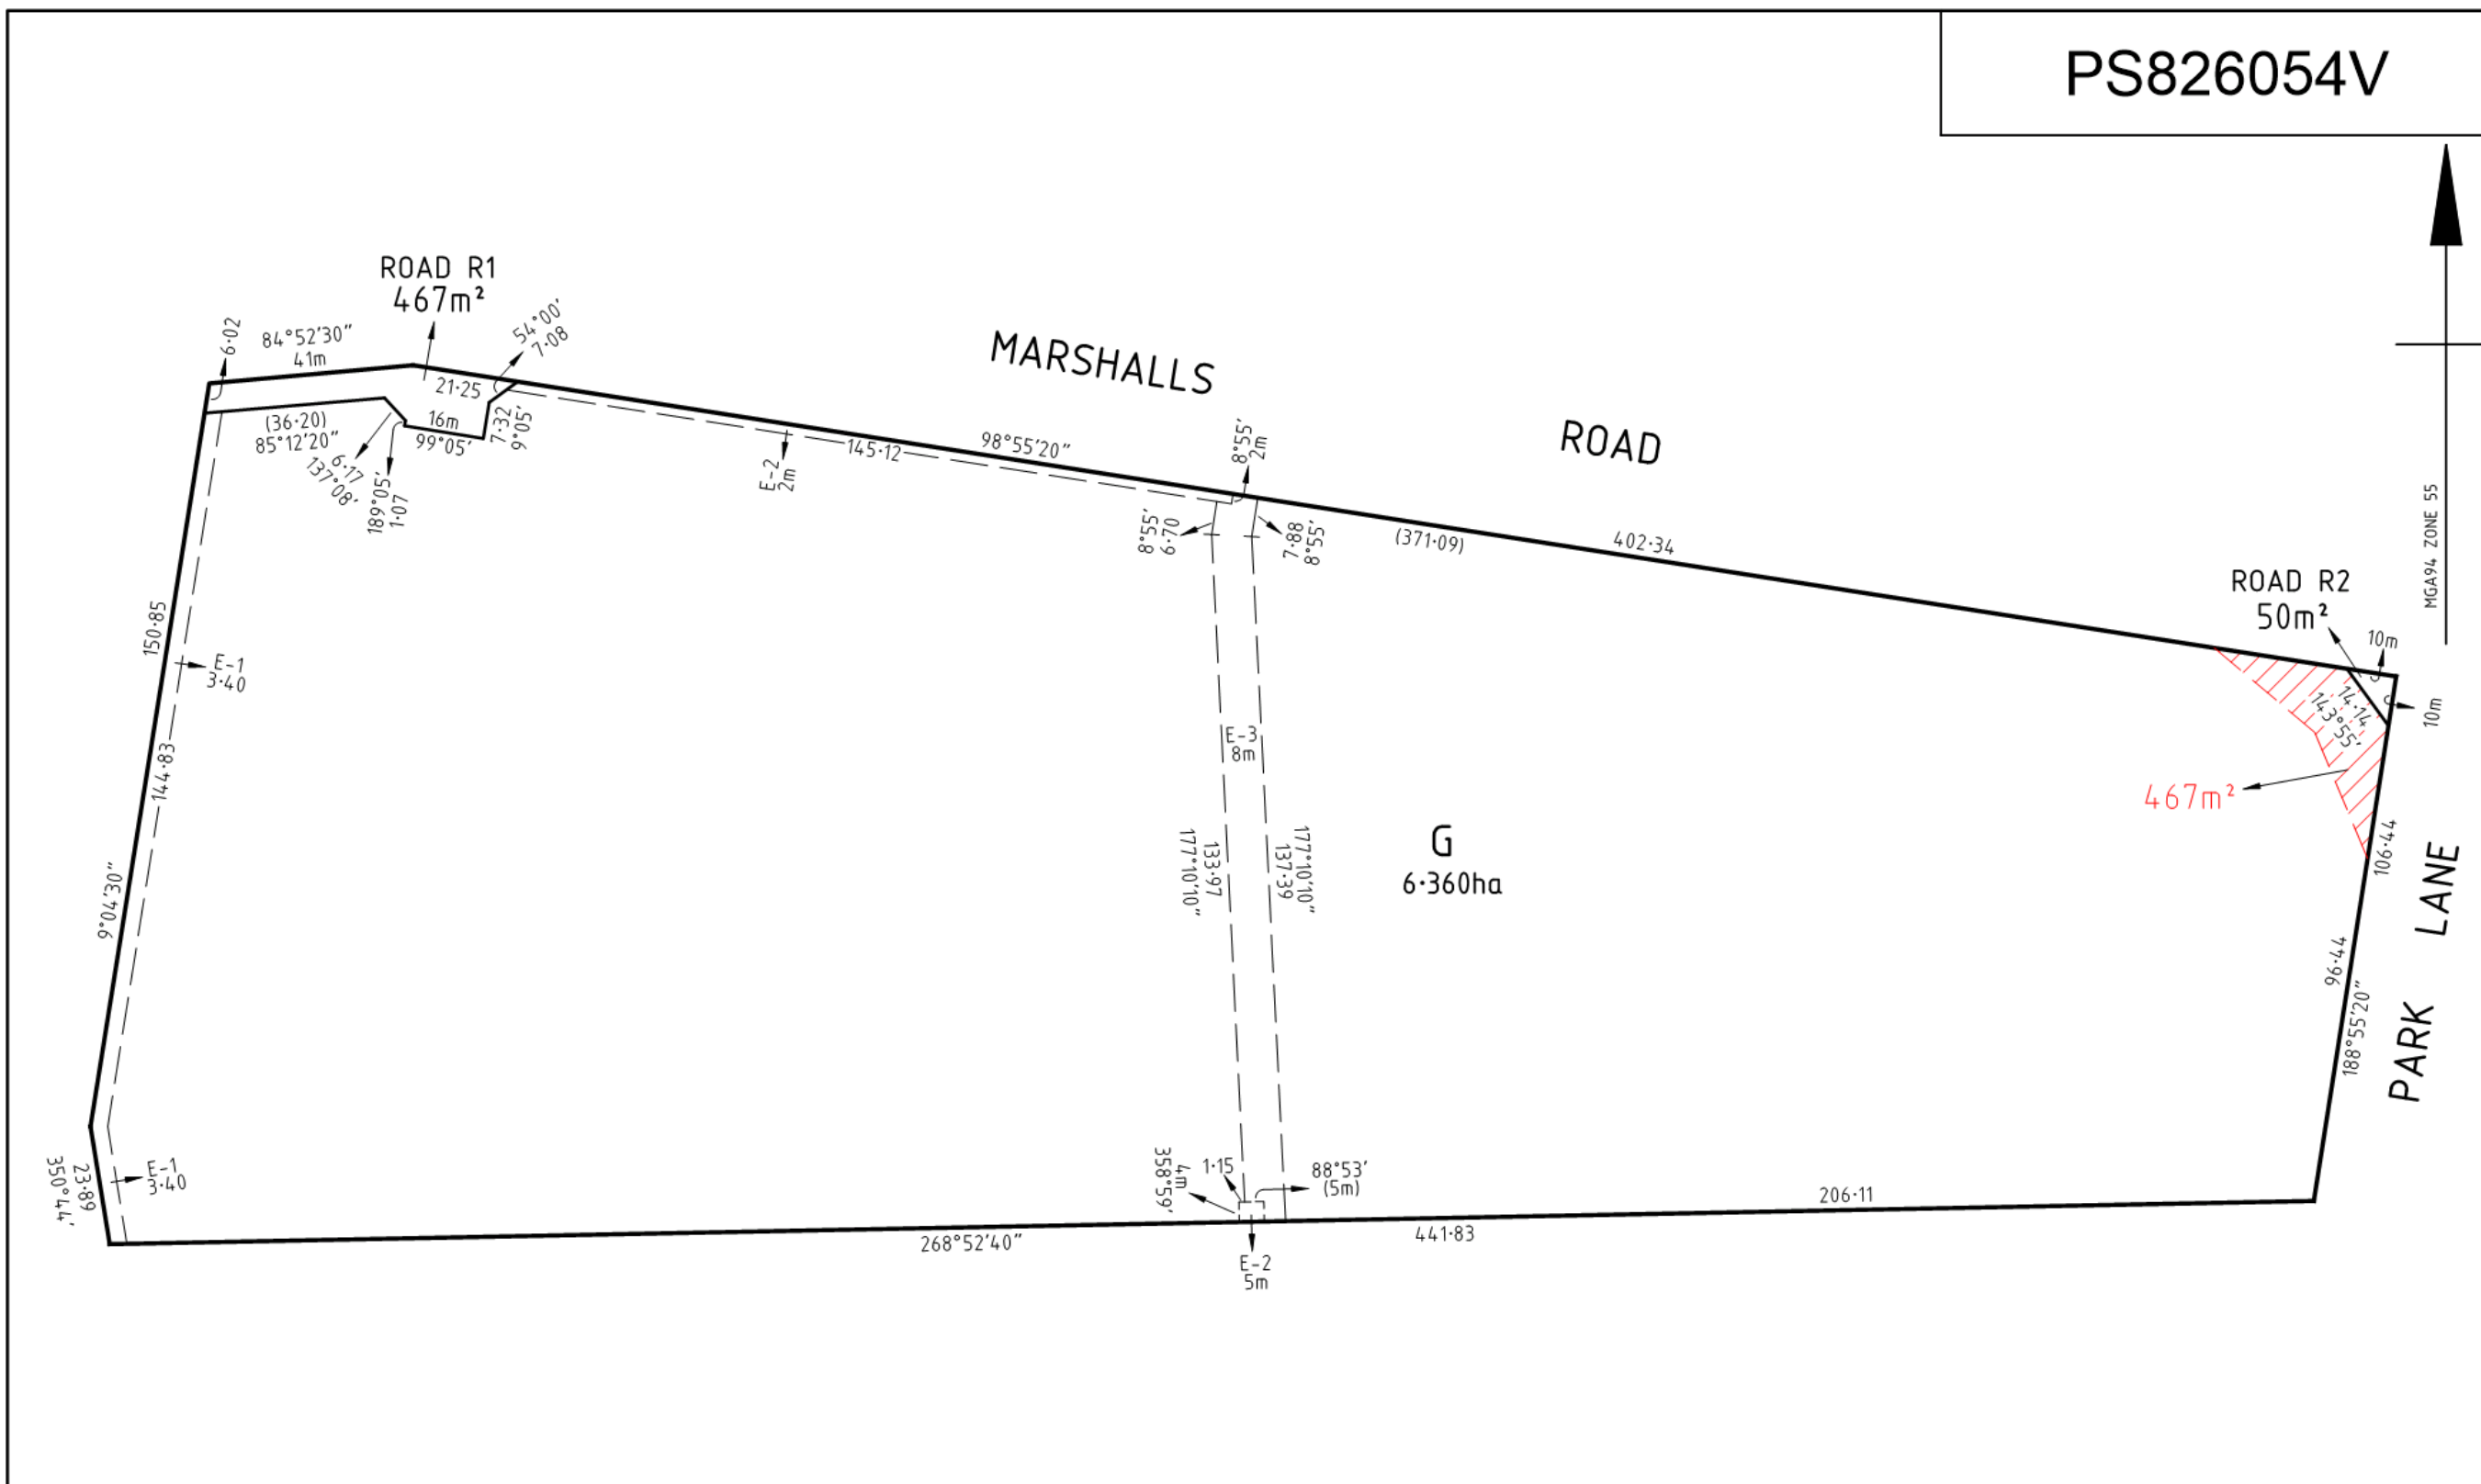 PS826054V
ROAD R1
467m²
6·02
84°52'30"
41m
54°00'
7·08
21·25
(36·20)
85°12'20"
16m
99°05'
7·32
9°05'
6·17
137°08'
189°05'
1·07
MARSHALLS
ROAD
E-2
2m
145·12
98°55'20"
8°55'
2m
8°55'
6·70
7·88
8°55'
(371·09)
402·34
MGA94 ZONE 55
ROAD R2
50m²
10m
10m
14·14
143°55'
467m²
150·85
E-1
3·40
144·83
9°04'30"
E-3
8m
133·97
177°10'10"
177°10'10"
137·39
G
6·360ha
106·44
96·44
188°55'20"
PARK LANE
E-1
3·40
23·89
350°44'
4m
358°59'
1·15
88°53'
(5m)
206·11
268°52'40"
441·83
E-2
5m